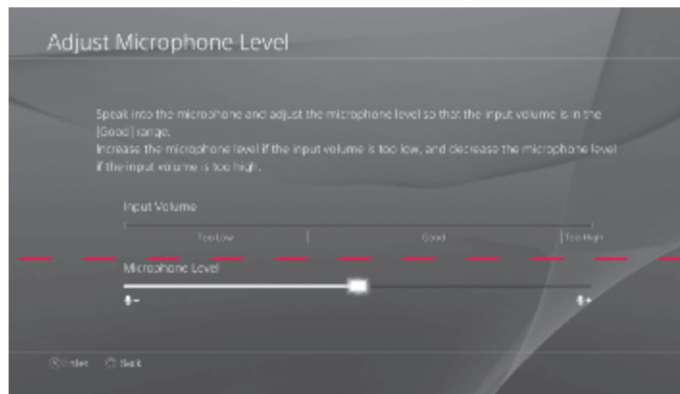 Adjust Microphone Level
Speak into the microphone and adjust the microphone level so that the input volume is in the
[Good] range.
Increase the microphone level if the input volume is too low, and decrease the microphone level
if the input volume is too high.
Input Volume
Too Low Good Too High
Microphone Level
- +
Enter Back